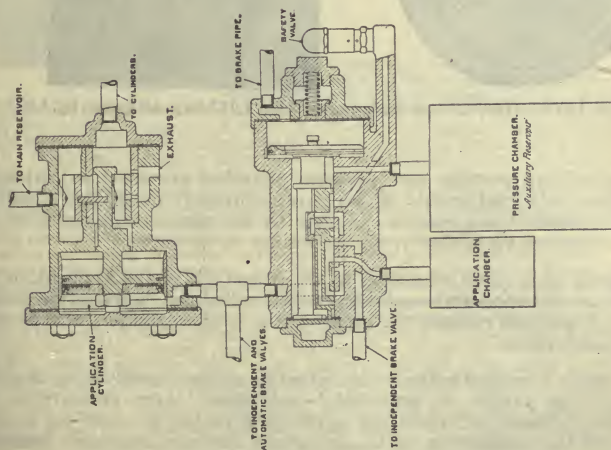 TO MAIN RESERVOIR.
TO CYLINDERS.
EXHAUST.
APPLICATION
CYLINDER.
TO INDEPENDENT AND
AUTOMATIC BRAKE VALVES.
TO BRAKE PIPE.
SAFETY
VALVE.
TO INDEPENDENT BRAKE VALVE.
PRESSURE CHAMBER.
Auxiliary Reservoir
APPLICATION
CHAMBER.